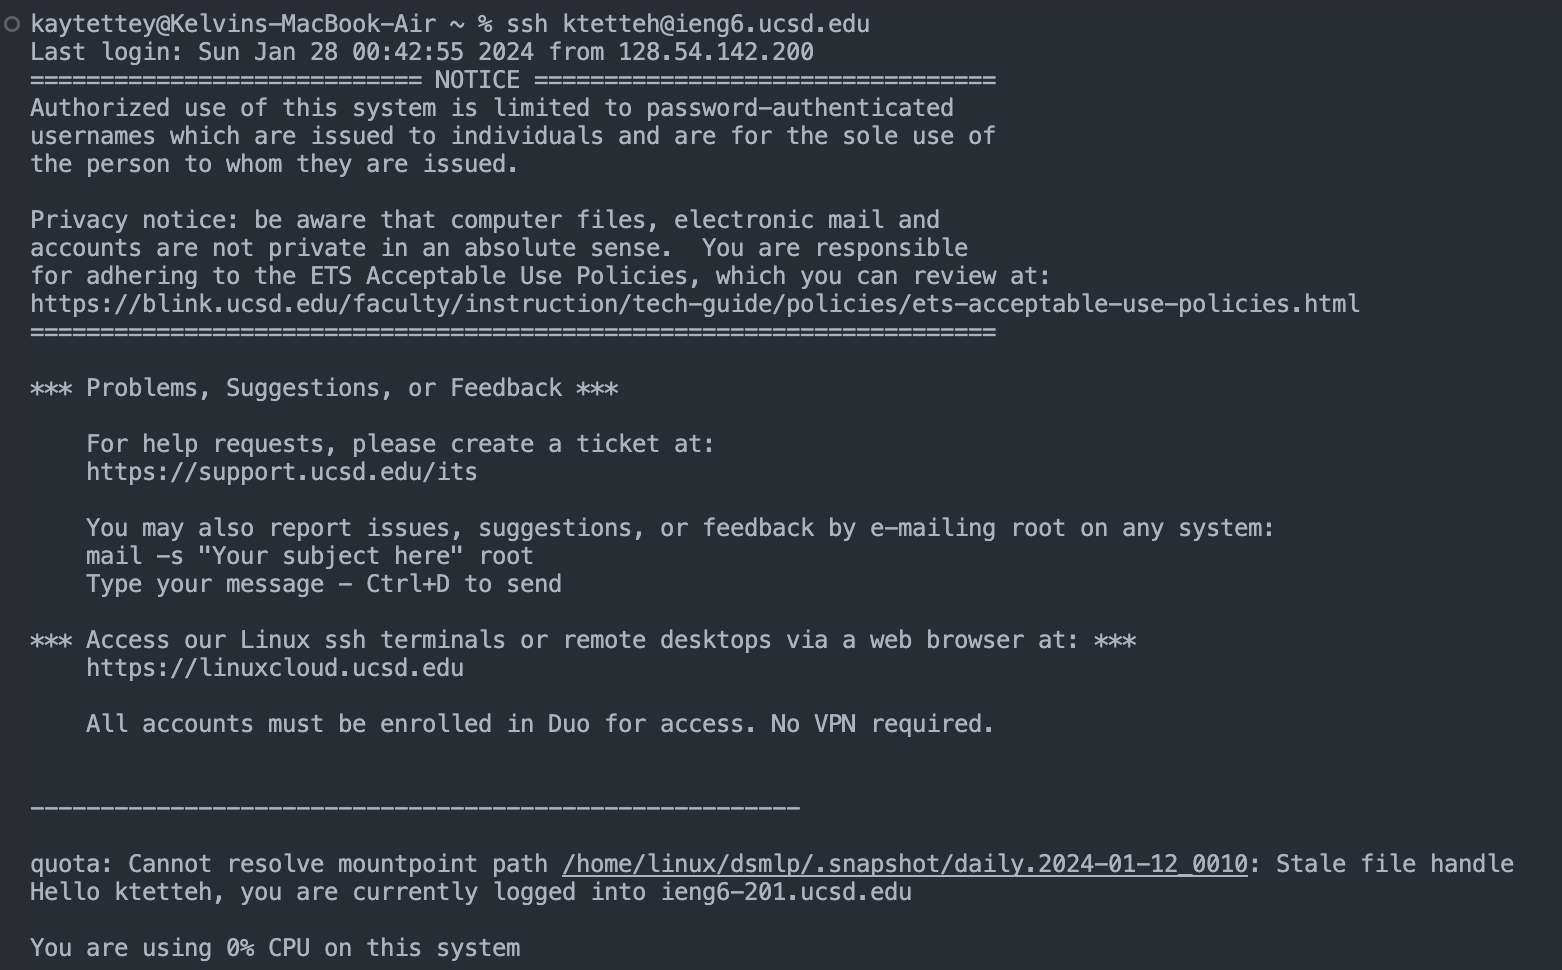 kaytettey@Kelvins-MacBook-Air ~ % ssh ktetteh@ieng6.ucsd.edu
Last login: Sun Jan 28 00:42:55 2024 from 128.54.142.200
============================ NOTICE =================================
Authorized use of this system is limited to password-authenticated
usernames which are issued to individuals and are for the sole use of
the person to whom they are issued.

Privacy notice: be aware that computer files, electronic mail and
accounts are not private in an absolute sense.  You are responsible
for adhering to the ETS Acceptable Use Policies, which you can review at:
https://blink.ucsd.edu/faculty/instruction/tech-guide/policies/ets-acceptable-use-policies.html
=====================================================================

*** Problems, Suggestions, or Feedback ***

    For help requests, please create a ticket at:
    https://support.ucsd.edu/its

    You may also report issues, suggestions, or feedback by e-mailing root on any system:
    mail -s "Your subject here" root
    Type your message - Ctrl+D to send

*** Access our Linux ssh terminals or remote desktops via a web browser at: ***
    https://linuxcloud.ucsd.edu

    All accounts must be enrolled in Duo for access. No VPN required.

-------------------------------------------------------

quota: Cannot resolve mountpoint path /home/linux/dsmlp/.snapshot/daily.2024-01-12_0010: Stale file handle
Hello ktetteh, you are currently logged into ieng6-201.ucsd.edu

You are using 0% CPU on this system